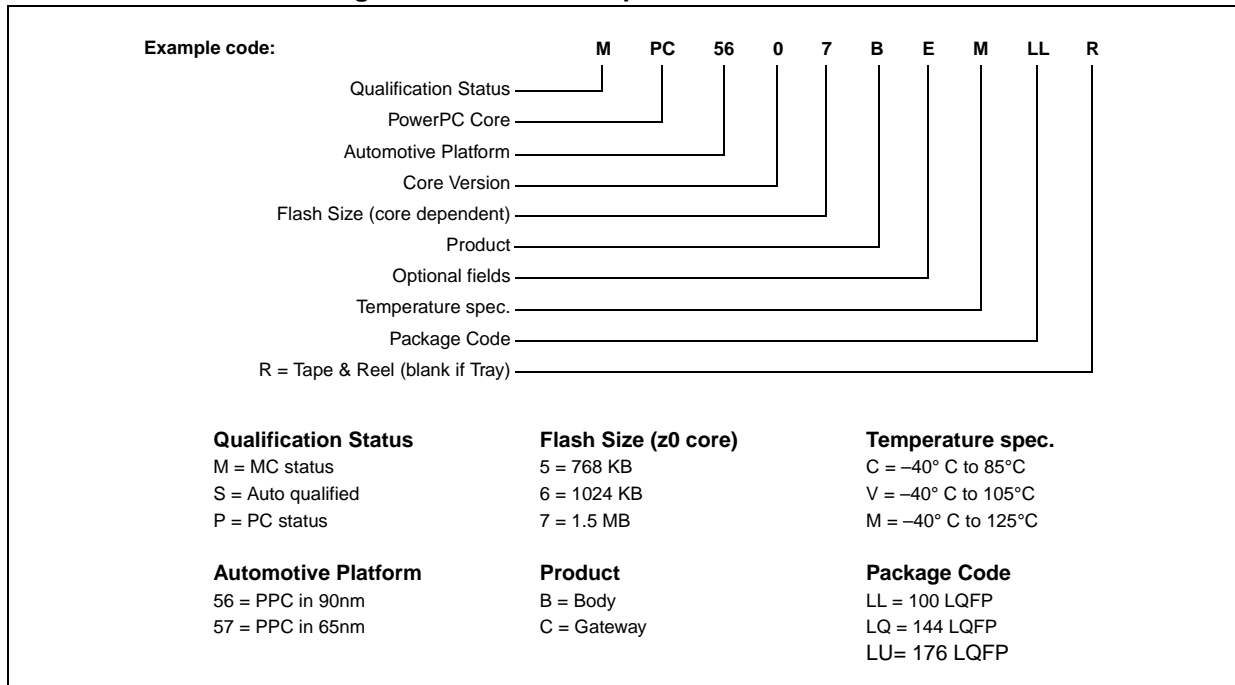 Example code: M PC 56 0 7 B E M LL R
Qualification Status
PowerPC Core
Automotive Platform
Core Version
Flash Size (core dependent)
Product
Optional fields
Temperature spec.
Package Code
R = Tape & Reel (blank if Tray)
Qualification Status
M = MC status
S = Auto qualified
P = PC status
Flash Size (z0 core)
5 = 768 KB
6 = 1024 KB
7 = 1.5 MB
Temperature spec.
C = –40° C to 85°C
V = –40° C to 105°C
M = –40° C to 125°C
Automotive Platform
56 = PPC in 90nm
57 = PPC in 65nm
Product
B = Body
C = Gateway
Package Code
LL = 100 LQFP
LQ = 144 LQFP
LU= 176 LQFP